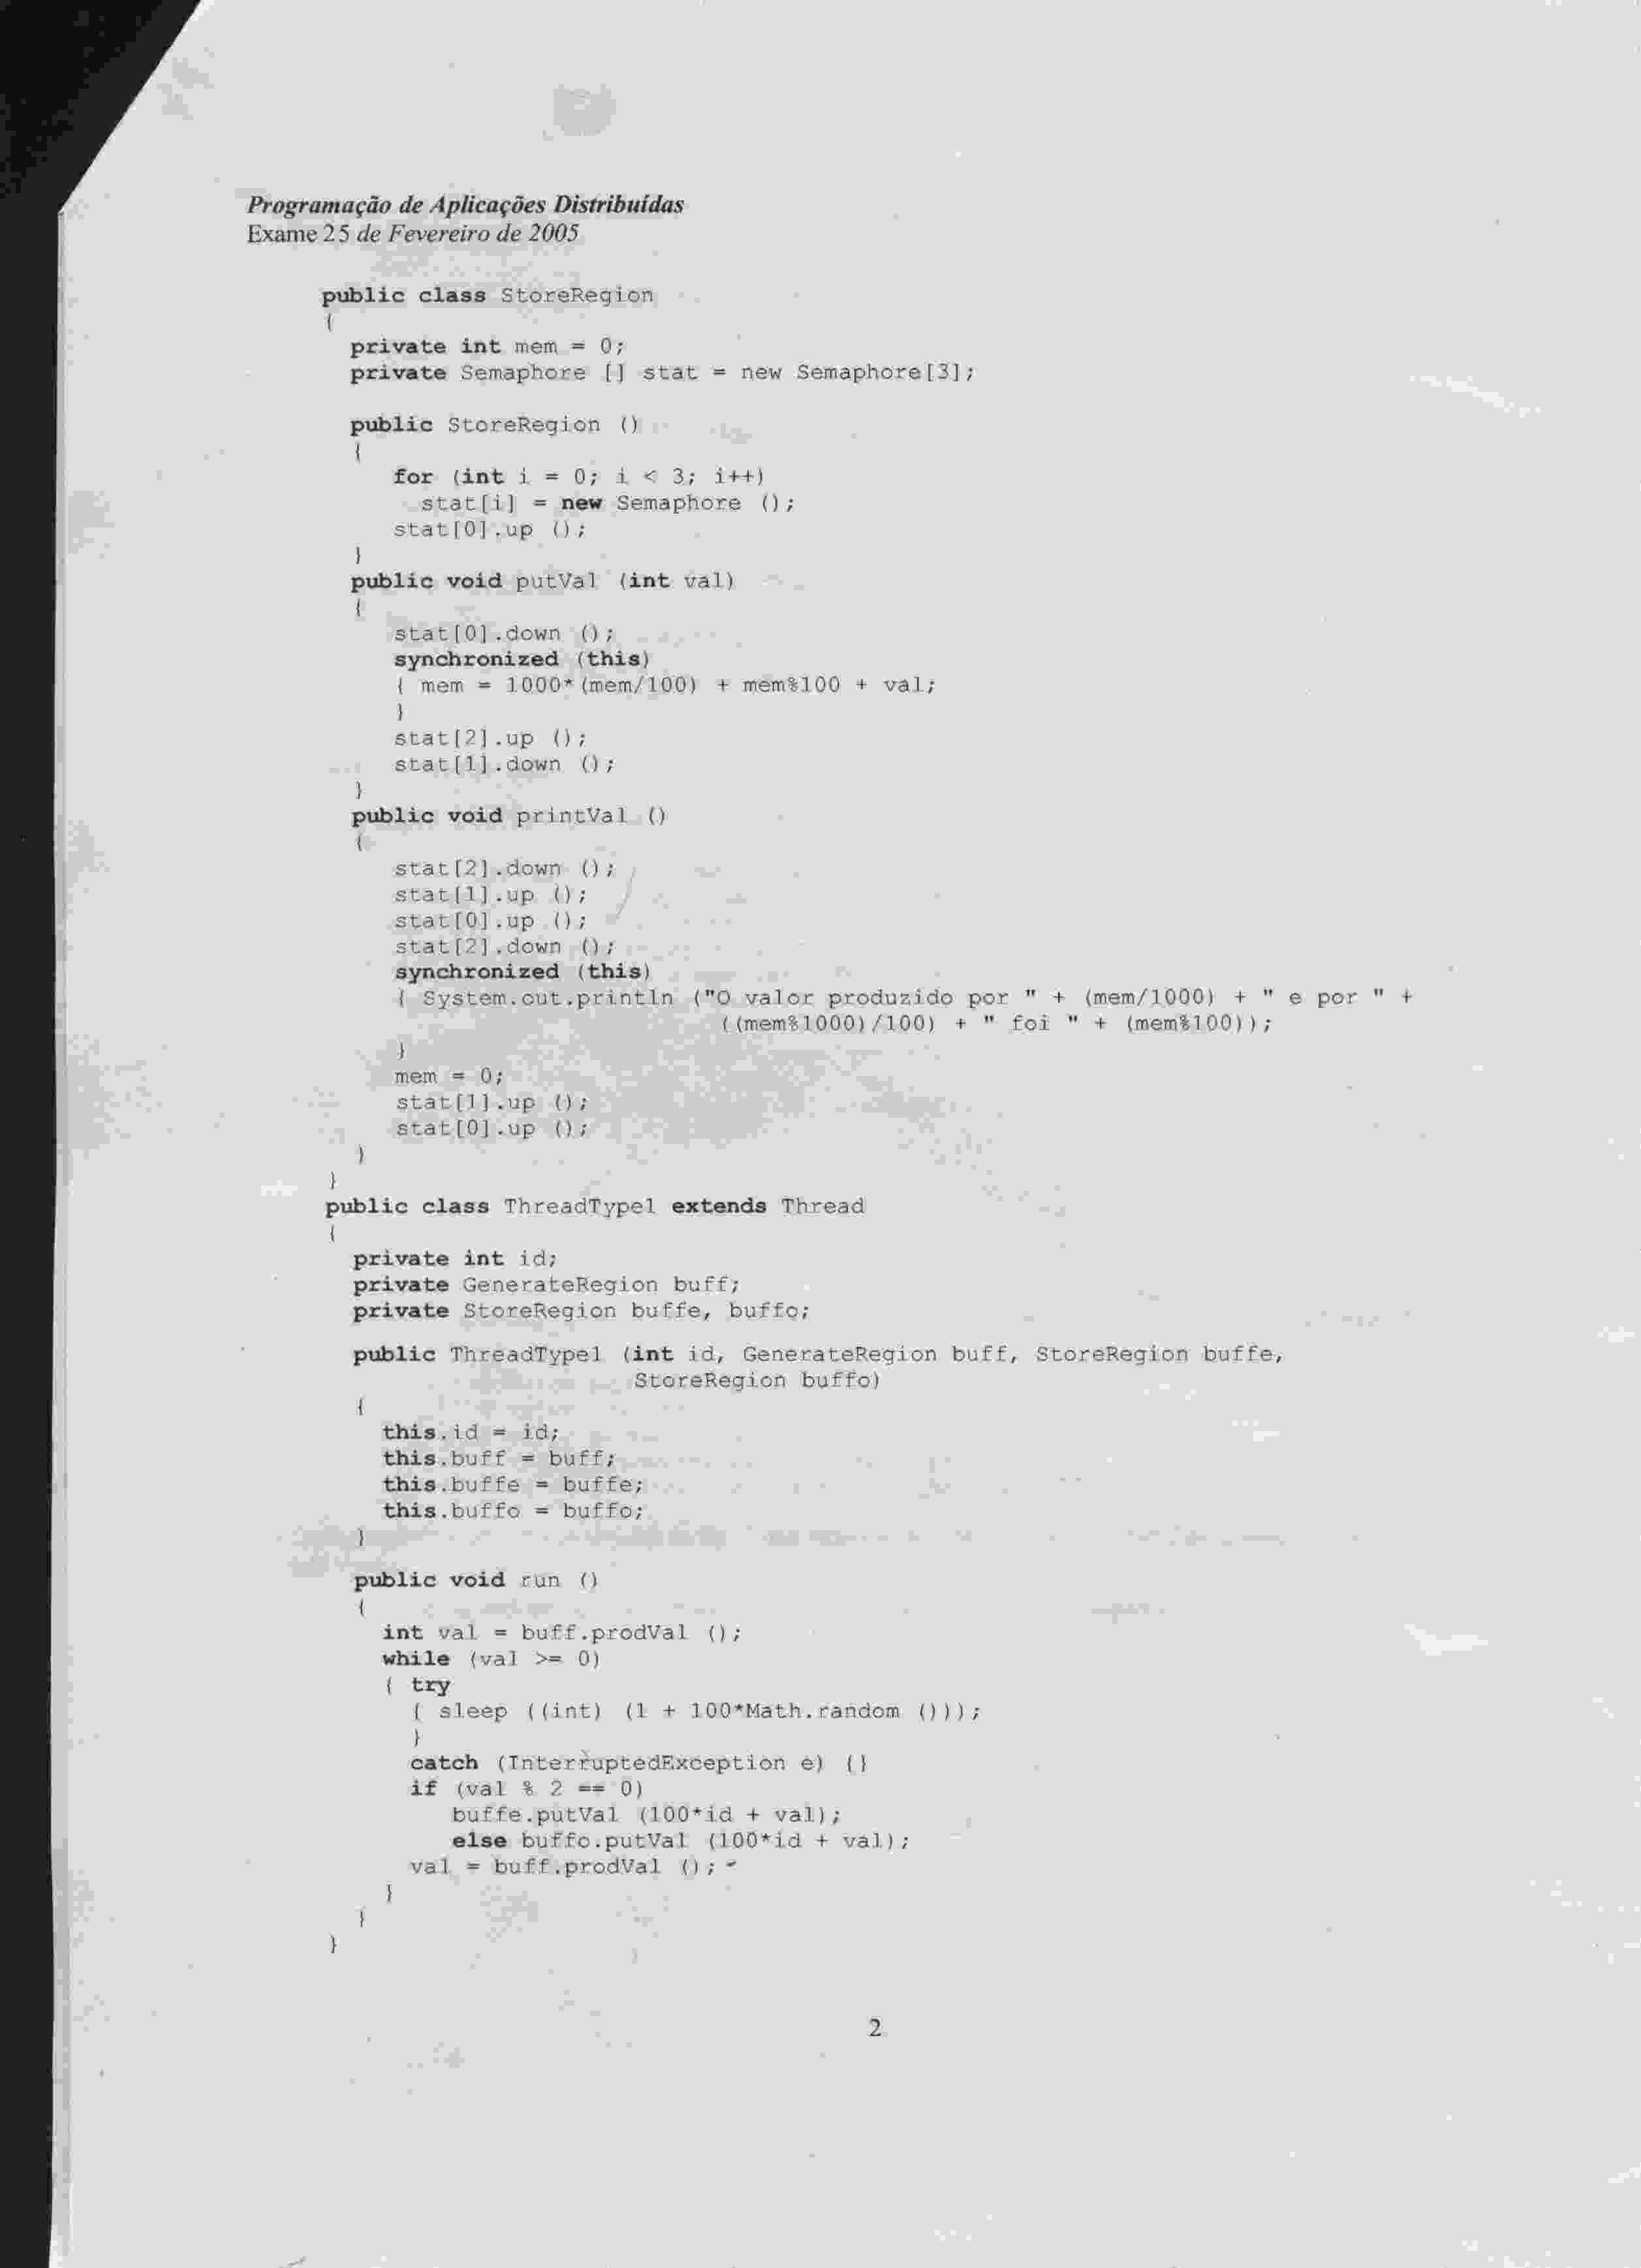 Programação de Aplicações Distribuídas
Exame 25 de Fevereiro de 2005
public class StoreRegion
{
private int mem = 0;
private Semaphore [] stat = new Semaphore[3];
public StoreRegion ()
{
for (int i = 0; i < 3; i++)
stat[i] = new Semaphore ();
stat[0].up ();
}
public void putVal (int val)
{
stat[0].down ();
synchronized (this)
{ mem = 1000*(mem/100) + mem%100 + val;
}
stat[2].up ();
stat[1].down ();
}
public void printVal ()
{
stat[2].down ();
stat[1].up ();
stat[0].up ();
stat[2].down ();
synchronized (this)
{ System.out.println ("O valor produzido por " + (mem/1000) + " e por " +
((mem%1000)/100) + " foi " + (mem%100));
}
mem = 0;
stat[1].up ();
stat[0].up ();
}
}
public class ThreadType1 extends Thread
{
private int id;
private GenerateRegion buff;
private StoreRegion buffe, buffo;
public ThreadType1 (int id, GenerateRegion buff, StoreRegion buffe,
StoreRegion buffo)
{
this.id = id;
this.buff = buff;
this.buffe = buffe;
this.buffo = buffo;
}
public void run ()
{
int val = buff.prodVal ();
while (val >= 0)
{ try
{ sleep ((int) (1 + 100*Math.random ()));
}
catch (InterruptedException e) {}
if (val % 2 == 0)
buffe.putVal (100*id + val);
else buffo.putVal (100*id + val);
val = buff.prodVal ();
}
}
}
2